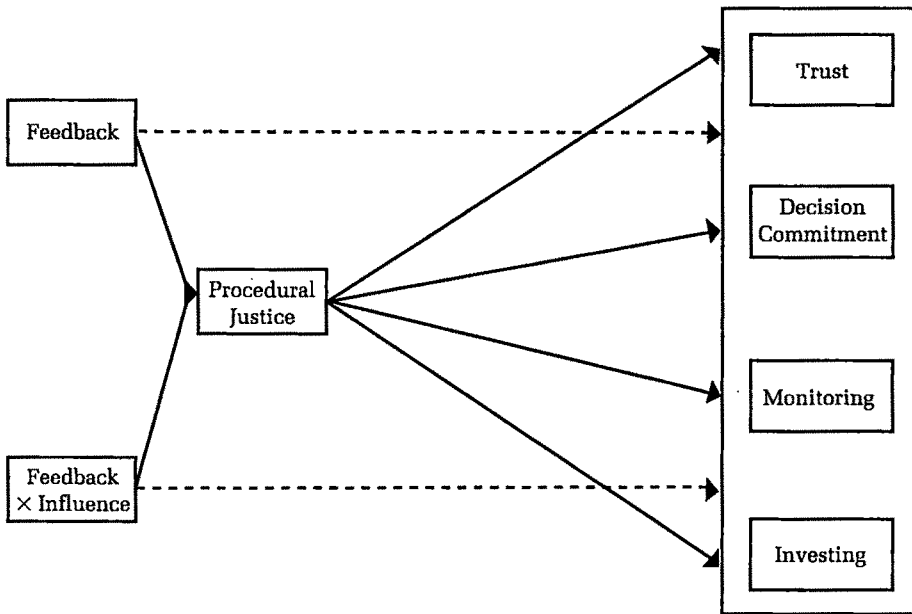 Feedback
Feedback
× Influence
Procedural
Justice
Trust
Decision
Commitment
Monitoring
Investing